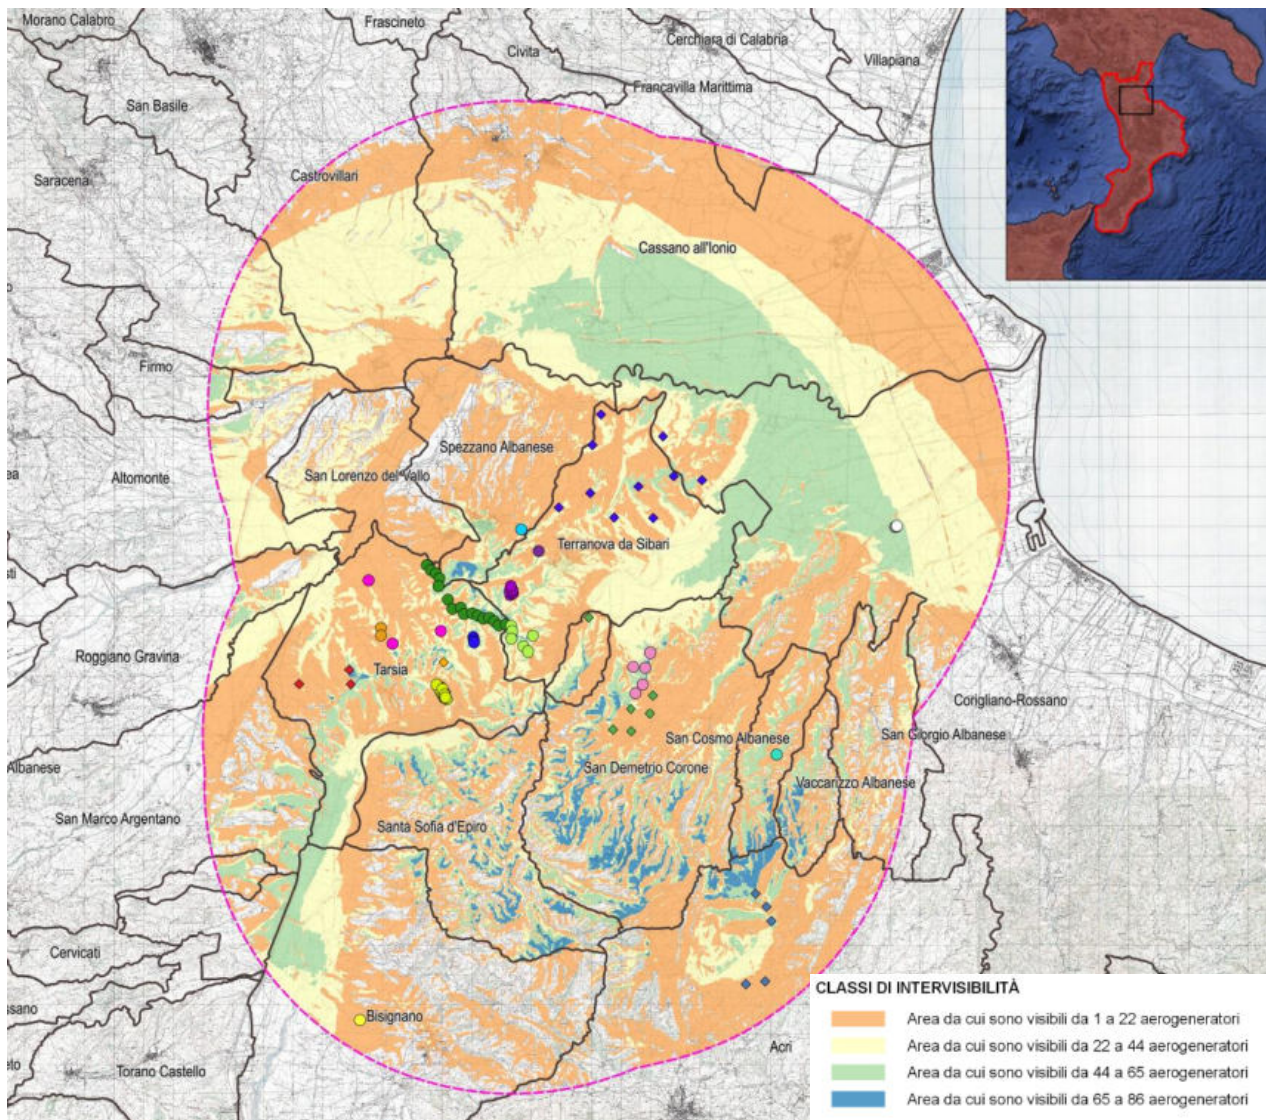 Morano Calabro
Frascineto
Civita
Cerchiara di Calabria
Villapiana
Francavilla Marittima
San Basile
Saracena
Castrovillari
Cassano all'Ionio
Firmo
Spezzano Albanese
San Lorenzo del Vallo
Altomonte
ea
Terranova da Sibari
sti
Roggiano Gravina
Tarsia
Corigliano-Rossano
San Cosmo Albanese
San Giorgio Albanese
San Demetrio Corone
Albanese
Vaccarizzo Albanese
San Marco Argentano
Santa Sofia d'Epiro
Cervicati
ssano
Bisignano
Acri
eto
Torano Castello
CLASSI DI INTERVISIBILITÀ
Area da cui sono visibili da 1 a 22 aerogeneratori
Area da cui sono visibili da 22 a 44 aerogeneratori
Area da cui sono visibili da 44 a 65 aerogeneratori
Area da cui sono visibili da 65 a 86 aerogeneratori